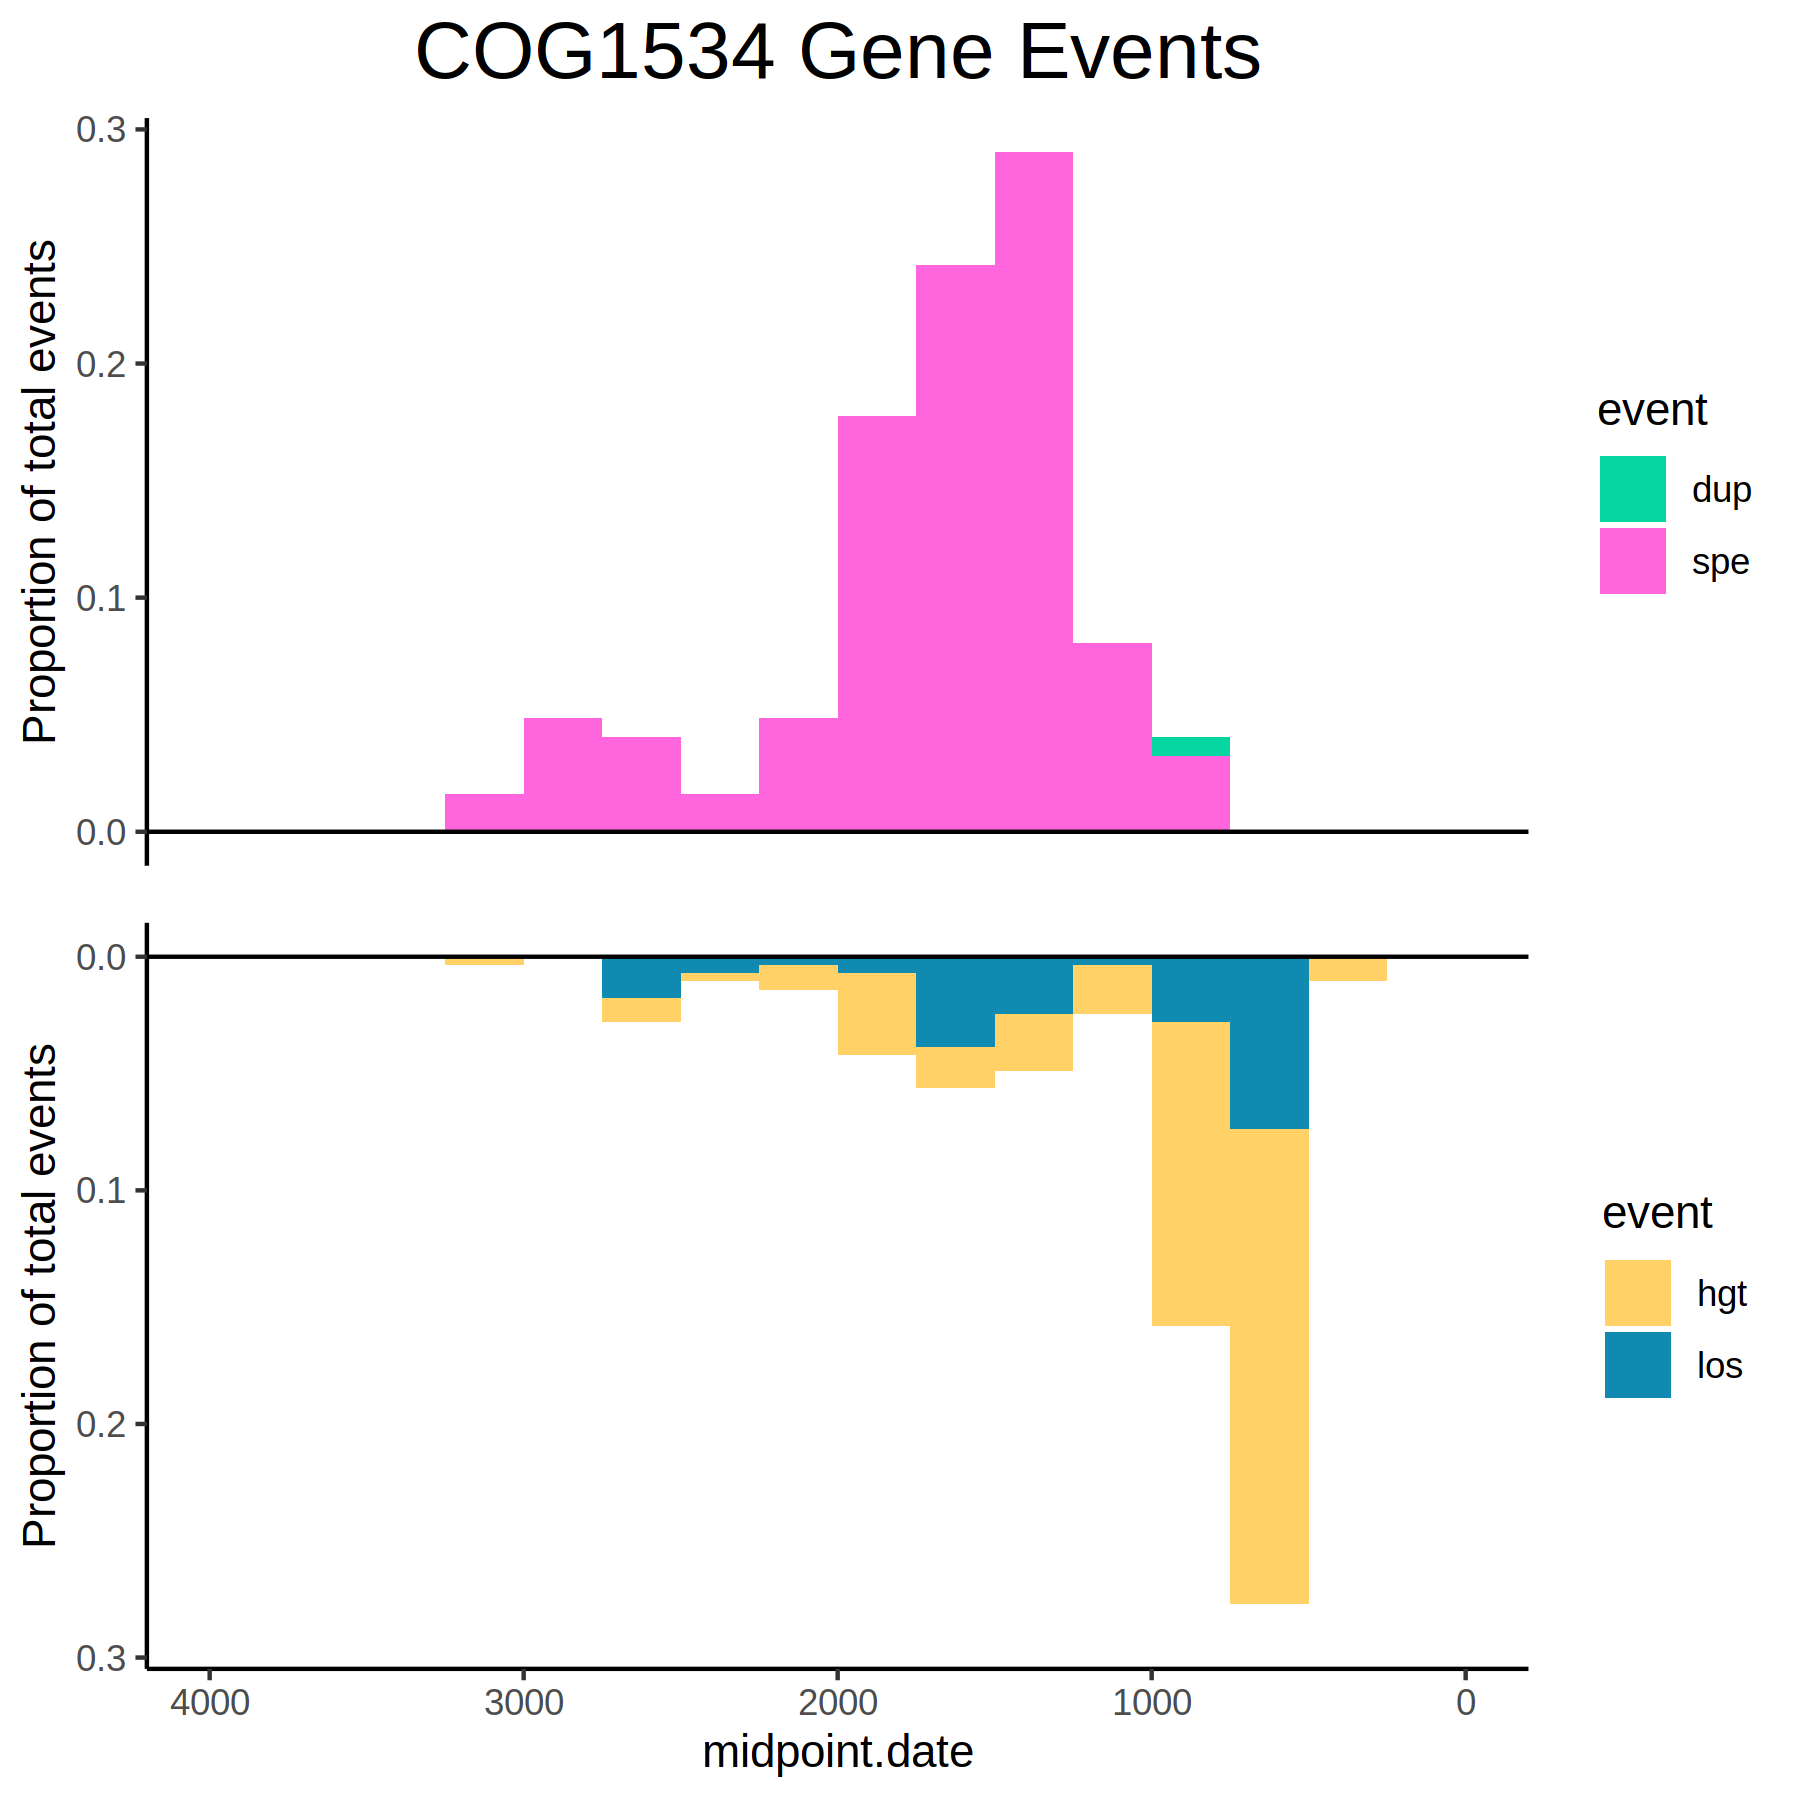 COG1534 Gene Events
Proportion of total events
0.3
0.2
0.1
0.0
event
dup
spe
Proportion of total events
0.0
0.1
0.2
0.3
event
hgt
los
4000 3000 2000 1000 0
midpoint.date